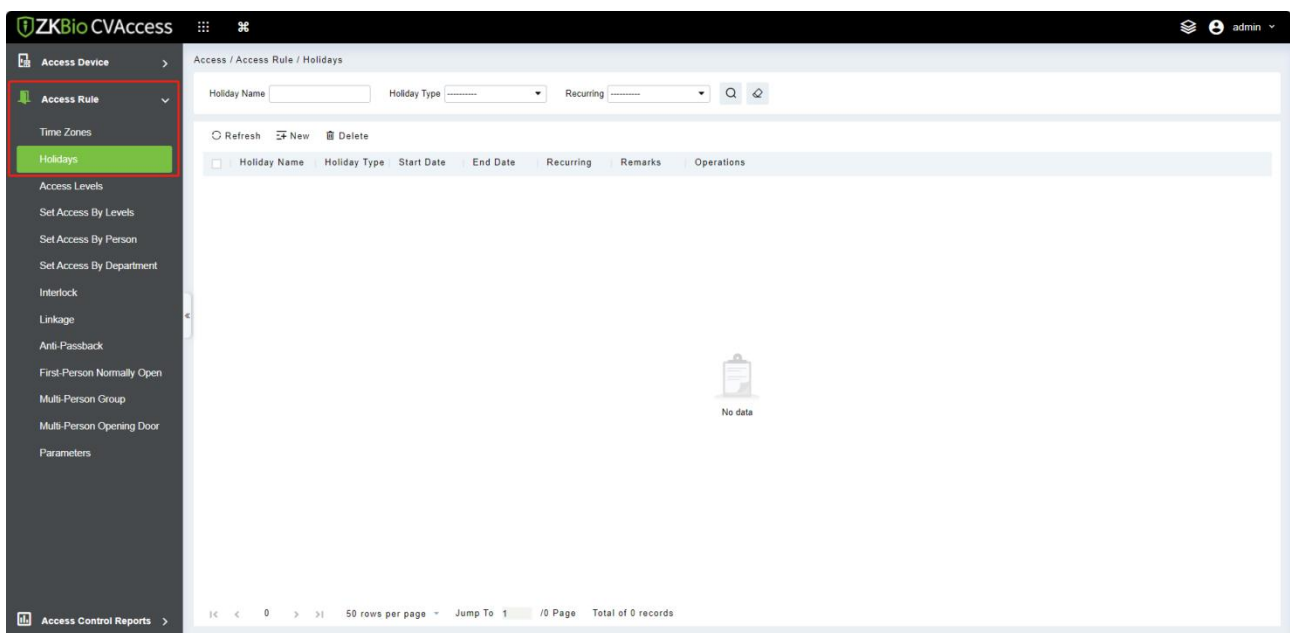 ZKBio CVAccess
admin
Access Device
Access Rule
Time Zones
Holidays
Access Levels
Set Access By Levels
Set Access By Person
Set Access By Department
Interlock
Linkage
Anti-Passback
First-Person Normally Open
Multi-Person Group
Multi-Person Opening Door
Parameters
Access Control Reports
Access / Access Rule / Holidays
Holiday Name Holiday Type ---------- Recurring ----------
Refresh New Delete
Holiday Name Holiday Type Start Date End Date Recurring Remarks Operations
No data
0 50 rows per page Jump To 1 /0 Page Total of 0 records